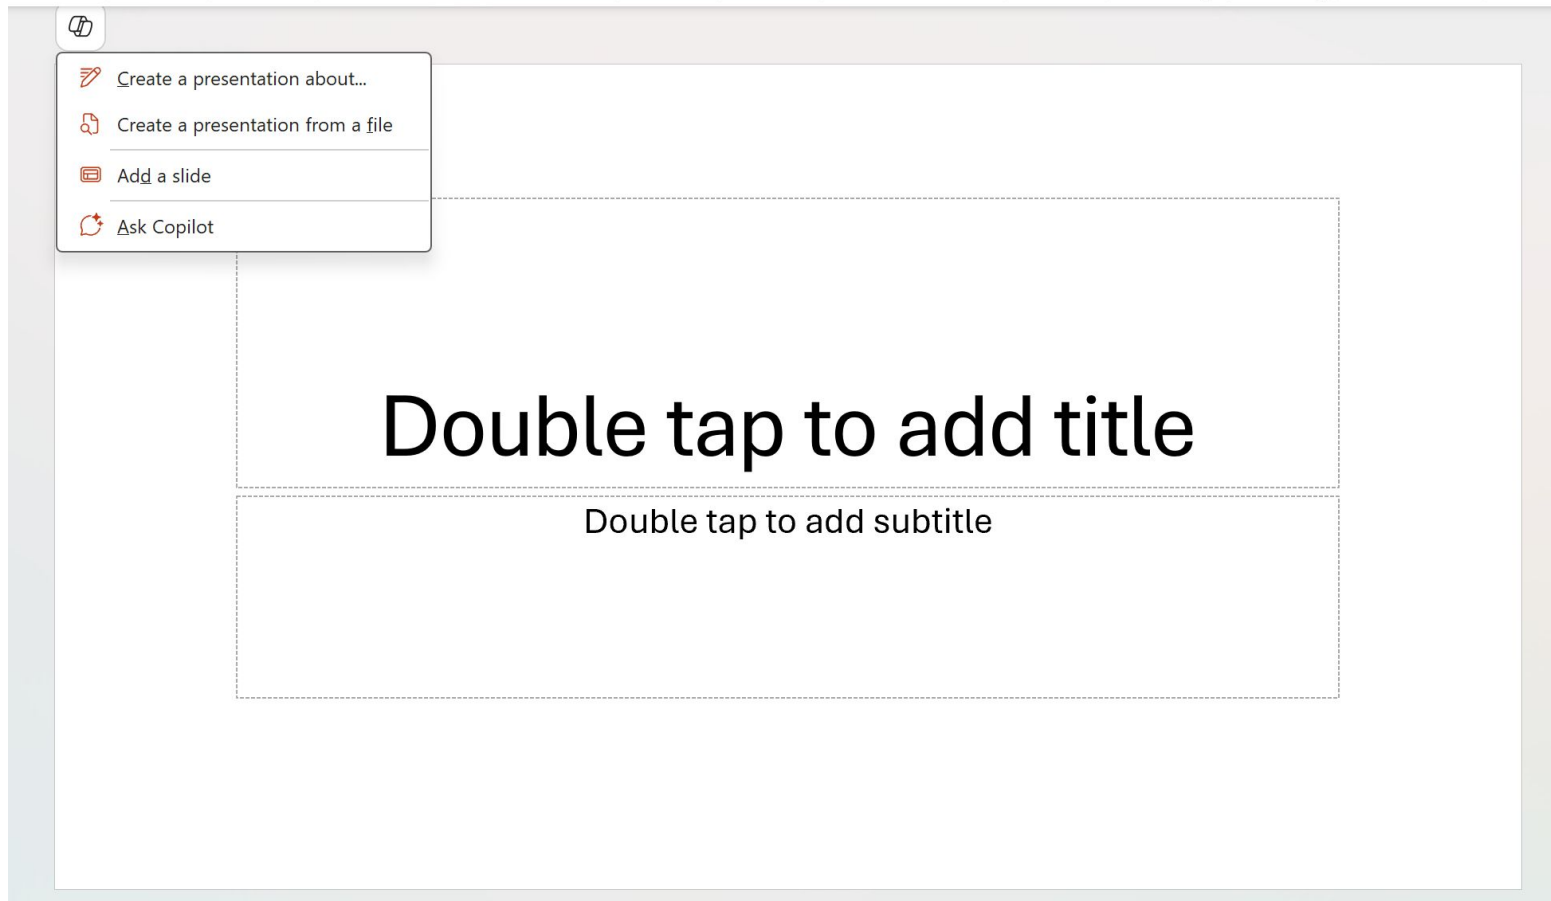 Create a presentation about...
Create a presentation from a file
Add a slide
Ask Copilot
Double tap to add title
Double tap to add subtitle